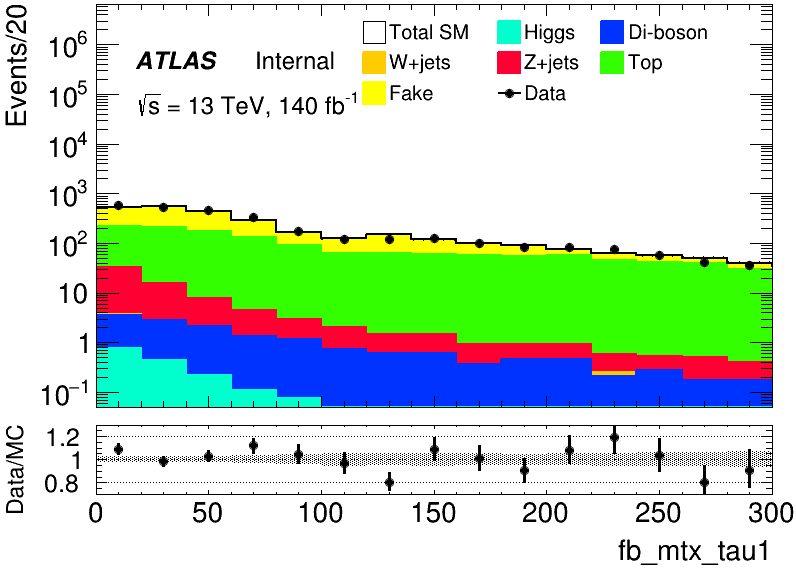 Events/20
10⁶
10⁵
10⁴
10³
10²
10
1
10⁻¹
ATLAS Internal
√s = 13 TeV, 140 fb⁻¹
Total SM Higgs Di-boson
W+jets Z+jets Top
Fake Data
Data/MC
1.2
1
0.8
0 50 100 150 200 250 300
fb_mtx_tau1